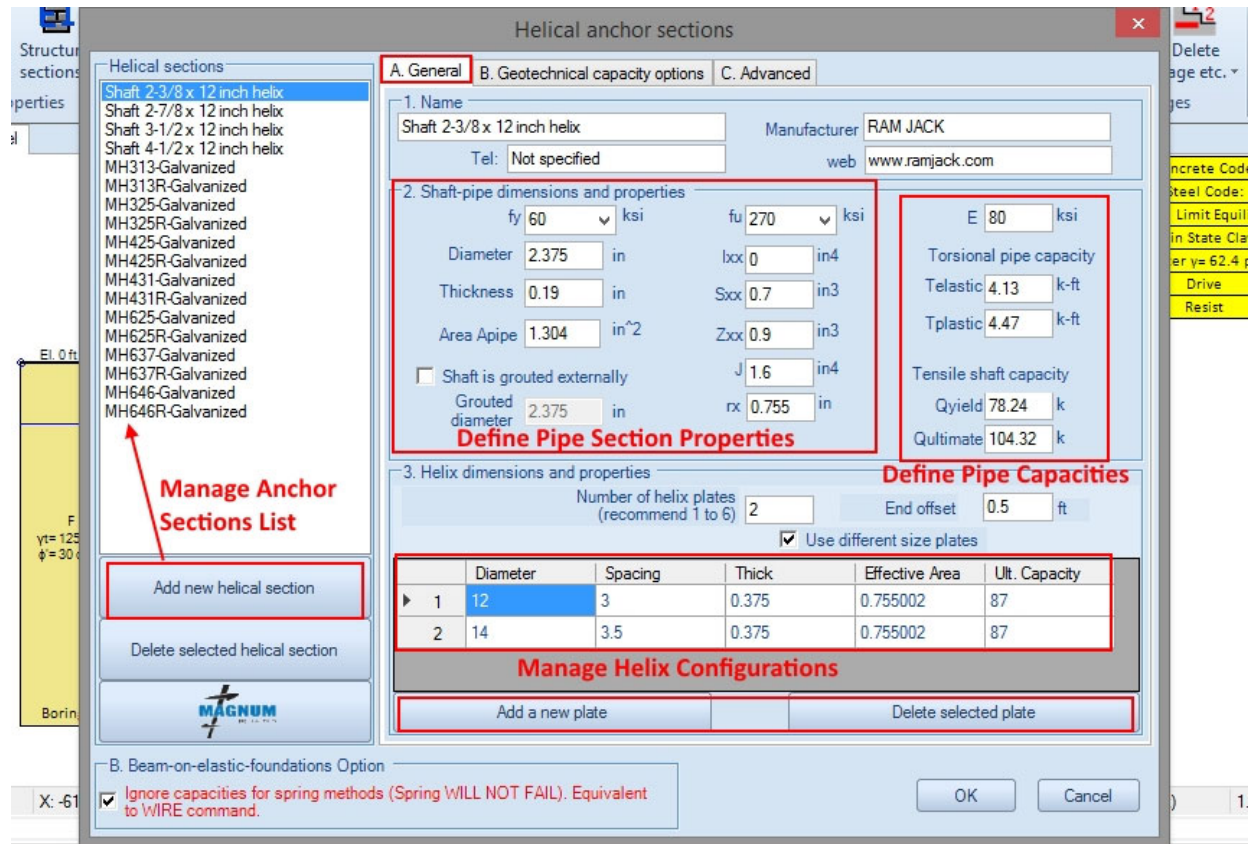 Helical anchor sections
×
Structur
sections
Delete
age etc.
perties
ges
Helical sections
Shaft 2-3/8 x 12 inch helix
Shaft 2-7/8 x 12 inch helix
Shaft 3-1/2 x 12 inch helix
Shaft 4-1/2 x 12 inch helix
MH313-Galvanized
MH313R-Galvanized
MH325-Galvanized
MH325R-Galvanized
MH425-Galvanized
MH425R-Galvanized
MH431-Galvanized
MH431R-Galvanized
MH625-Galvanized
MH625R-Galvanized
MH637-Galvanized
MH637R-Galvanized
MH646-Galvanized
MH646R-Galvanized
Manage Anchor
Sections List
Add new helical section
Delete selected helical section
MAGNUM
A. General B. Geotechnical capacity options C. Advanced
1. Name
Shaft 2-3/8 x 12 inch helix Manufacturer RAM JACK
Tel: Not specified web www.ramjack.com
2. Shaft-pipe dimensions and properties
fy 60 ksi fu 270 ksi E 80 ksi
Diameter 2.375 in Ixx 0 in4 Torsional pipe capacity
Thickness 0.19 in Sxx 0.7 in3 Telastic 4.13 k-ft
Area Apipe 1.304 in^2 Zxx 0.9 in3 Tplastic 4.47 k-ft
Shaft is grouted externally J 1.6 in4 Tensile shaft capacity
Grouted
diameter 2.375 in rx 0.755 in Qyield 78.24 k
Qultimate 104.32 k
Define Pipe Section Properties
Define Pipe Capacities
3. Helix dimensions and properties
Number of helix plates
(recommend 1 to 6) 2 End offset 0.5 ft
Use different size plates
Diameter Spacing Thick Effective Area Ult. Capacity
1 12 3 0.375 0.755002 87
2 14 3.5 0.375 0.755002 87
Manage Helix Configurations
Add a new plate Delete selected plate
B. Beam-on-elastic-foundations Option
Ignore capacities for spring methods (Spring WILL NOT FAIL). Equivalent
to WIRE command.
OK Cancel
El. 0 ft
F
γt= 125
ϕ'= 30
Boring
X: -61
ncrete Code
Steel Code:
Limit Equil
in State Cla
er γ= 62.4 p
Drive
Resist
1.